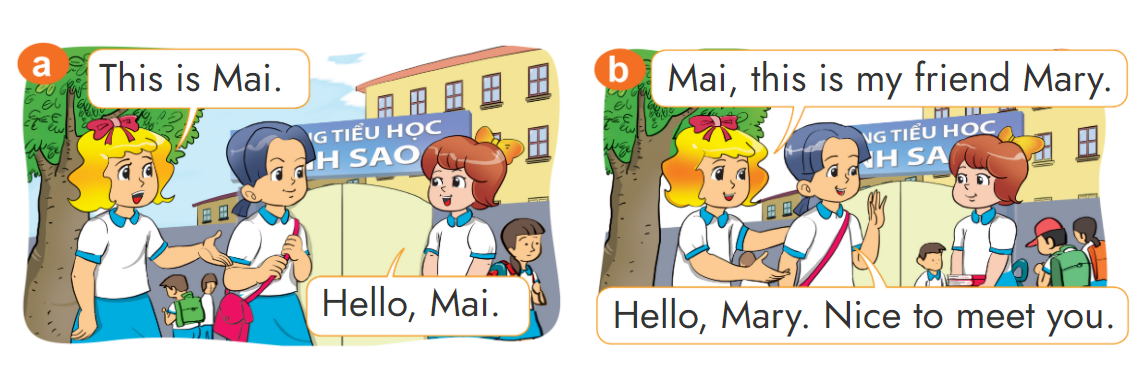 a
This is Mai.
NG TIỂU HỌC
NH SAO
Hello, Mai.
b
Mai, this is my friend Mary.
NG TIỂU HỌC
NH SA
Hello, Mary. Nice to meet you.